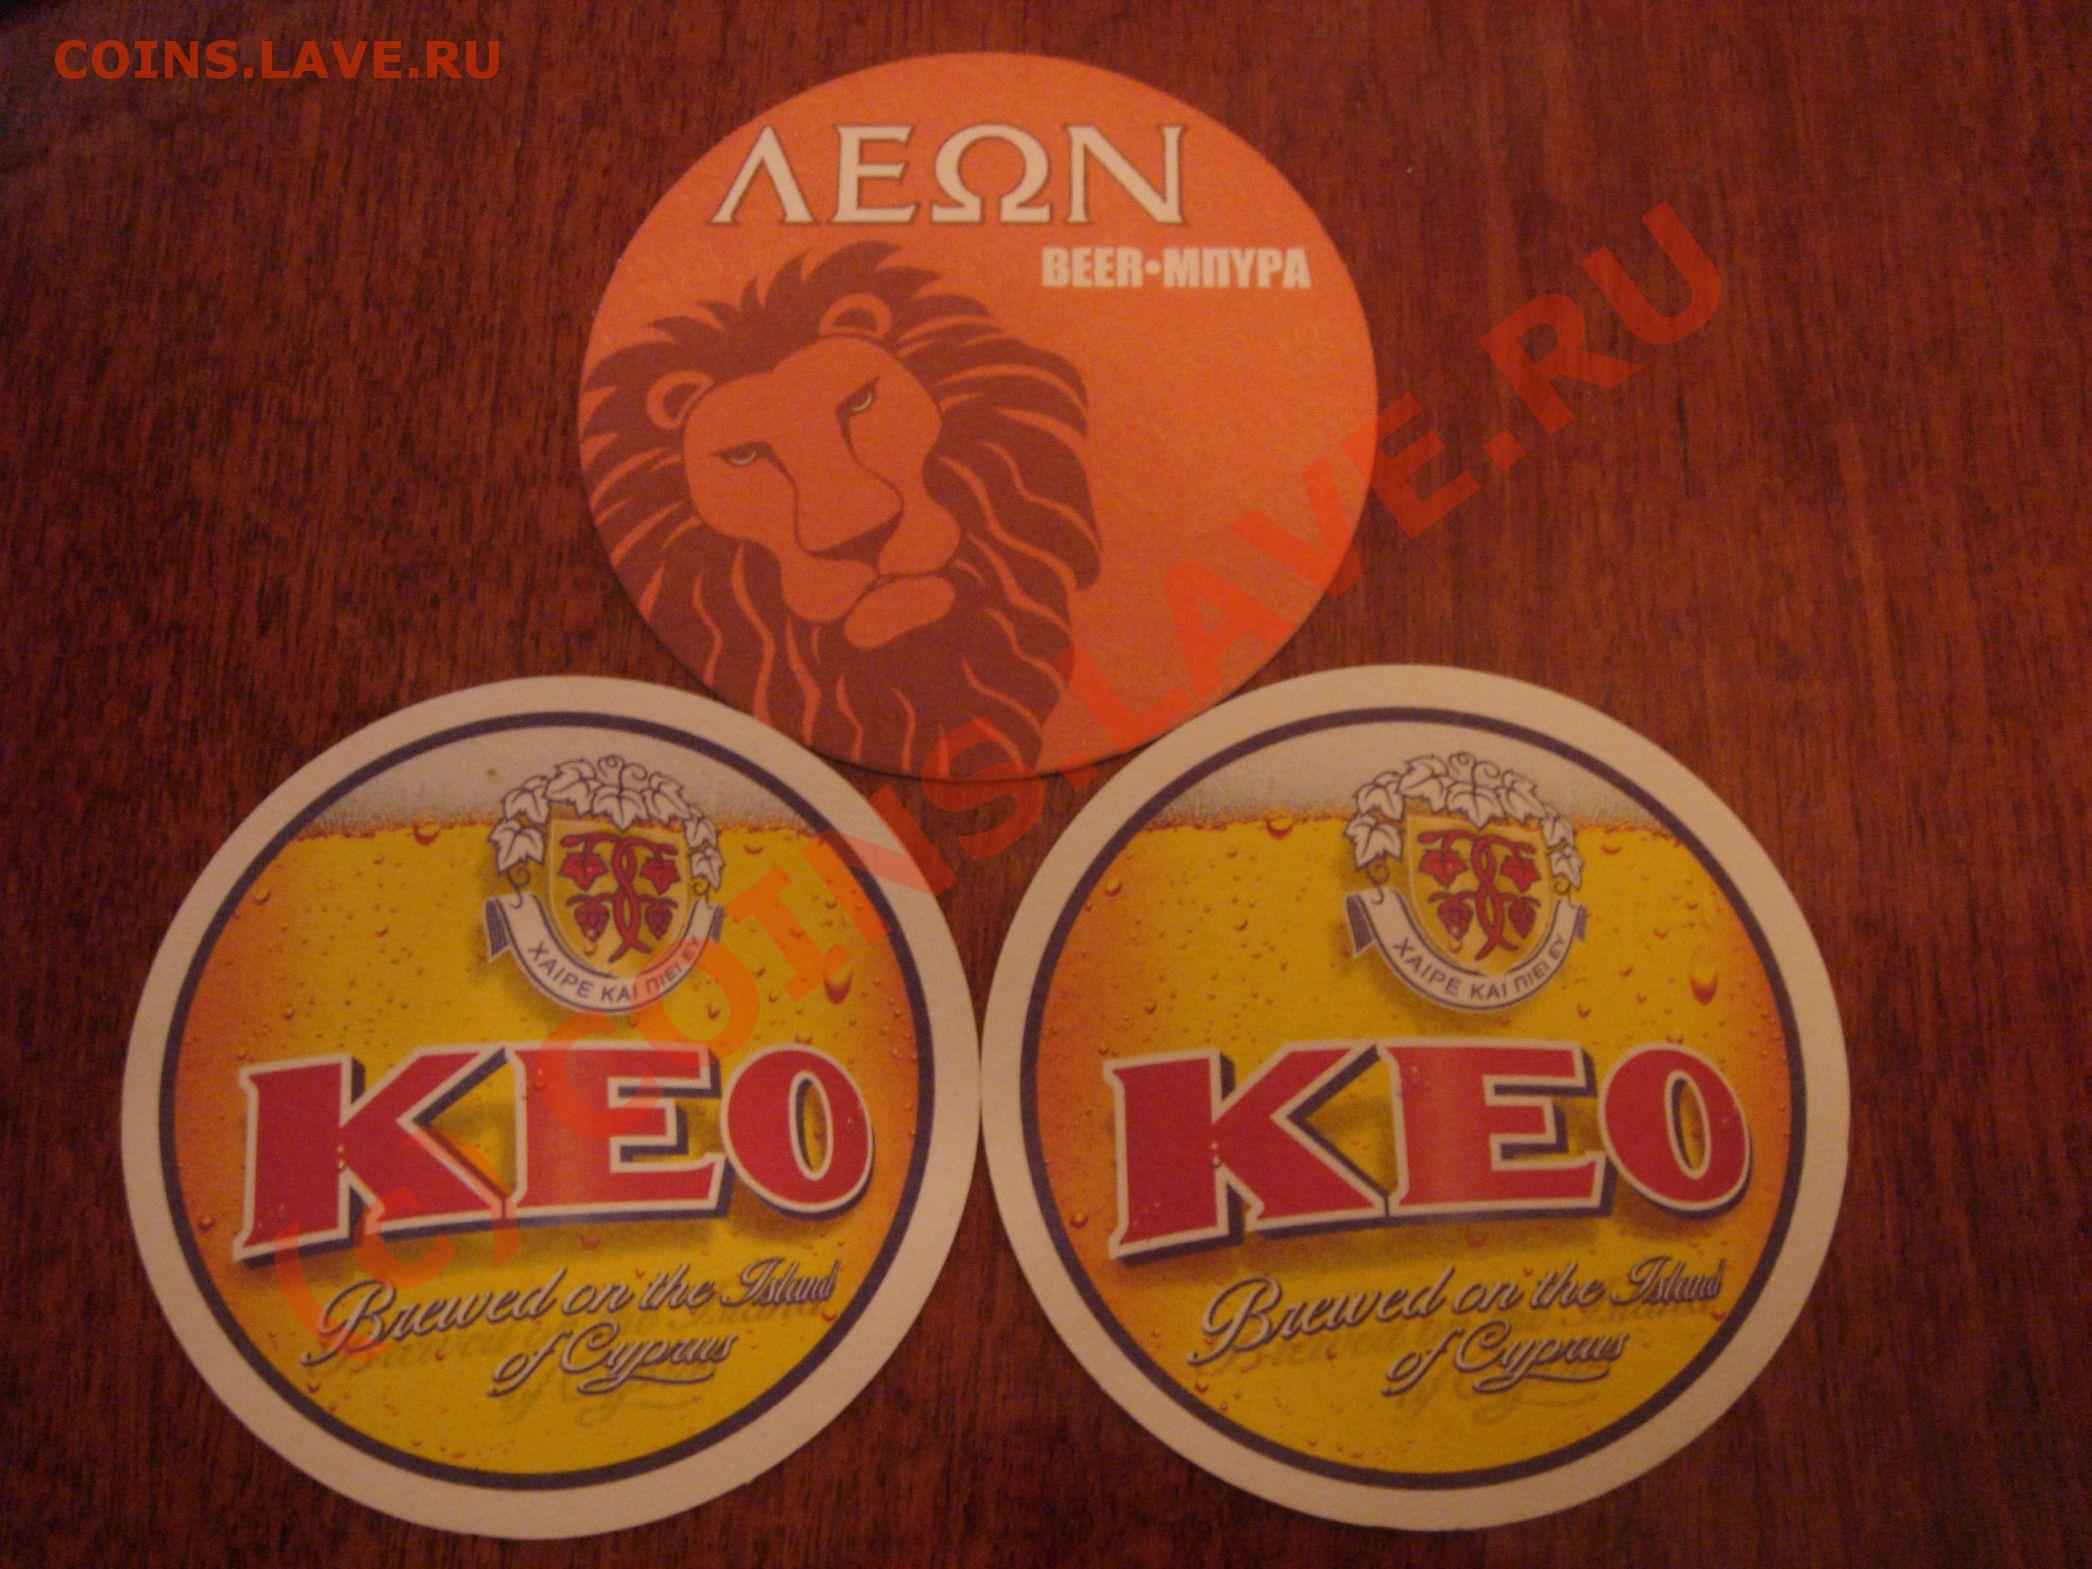 COINS.LAVE.RU
ΛΕΩΝ
BEER•ΜΠΥΡΑ
ΧΑΙΡΕ ΚΑΙ ΠΙΕΙ ΕΥ
KEO
Brewed on the Island
of Cyprus
ΧΑΙΡΕ ΚΑΙ ΠΙΕΙ ΕΥ
KEO
Brewed on the Island
of Cyprus
(c) COINS.LAVE.RU